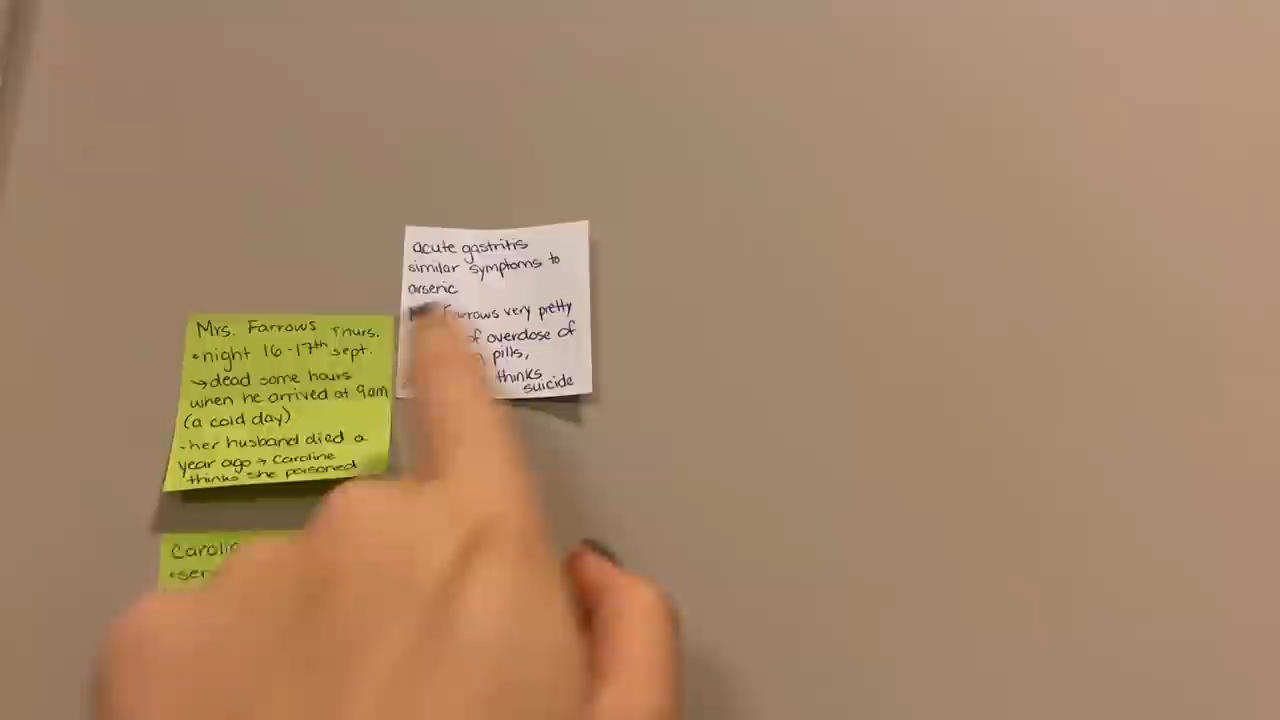 acute gastritis
similar symptoms to
arsenic
Farrows very pretty
of overdose of
pills,
thinks
suicide
Mrs. Farrows Thurs.
•night 16-17th sept.
→dead some hours
when he arrived at 9am
(a cold day)
-her husband died a
year ago → Caroline
thinks she poisoned